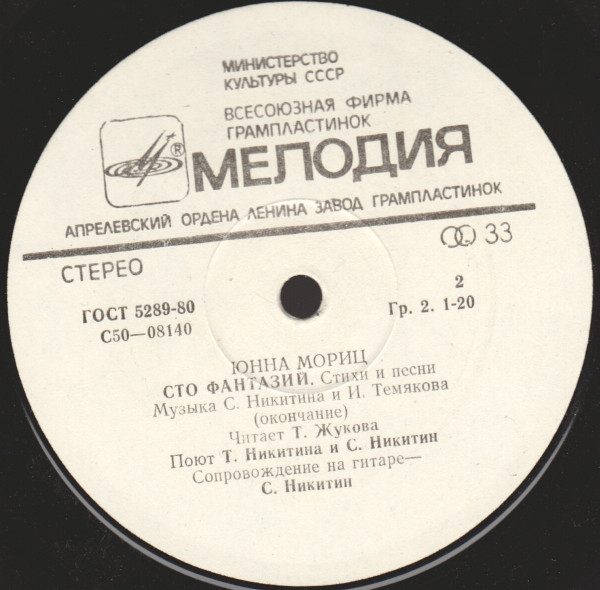 МИНИСТЕРСТВО
КУЛЬТУРЫ СССР
ВСЕСОЮЗНАЯ ФИРМА
ГРАМПЛАСТИНОК
® МЕЛОДИЯ
АПРЕЛЕВСКИЙ ОРДЕНА ЛЕНИНА ЗАВОД ГРАМПЛАСТИНОК
СТЕРЕО
33
ГОСТ 5289-80
С50—08140
2
Гр. 2. 1-20
ЮННА МОРИЦ
СТО ФАНТАЗИЙ. Стихи и песни
Музыка С. Никитина и И. Темякова
(окончание)
Читает Т. Жукова
Поют Т. Никитина и С. Никитин
Сопровождение на гитаре—
С. Никитин